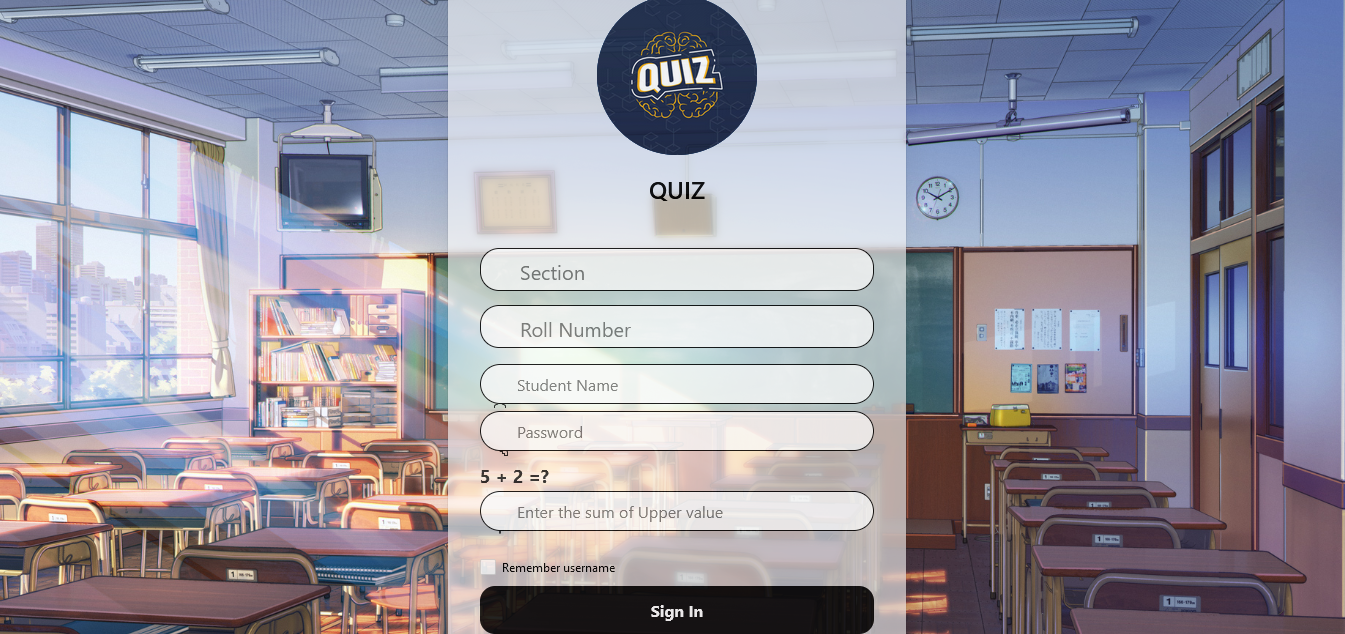 QUIZ
QUIZ
Section
Roll Number
Student Name
Password
5 + 2 =?
Enter the sum of Upper value
Remember username
Sign In